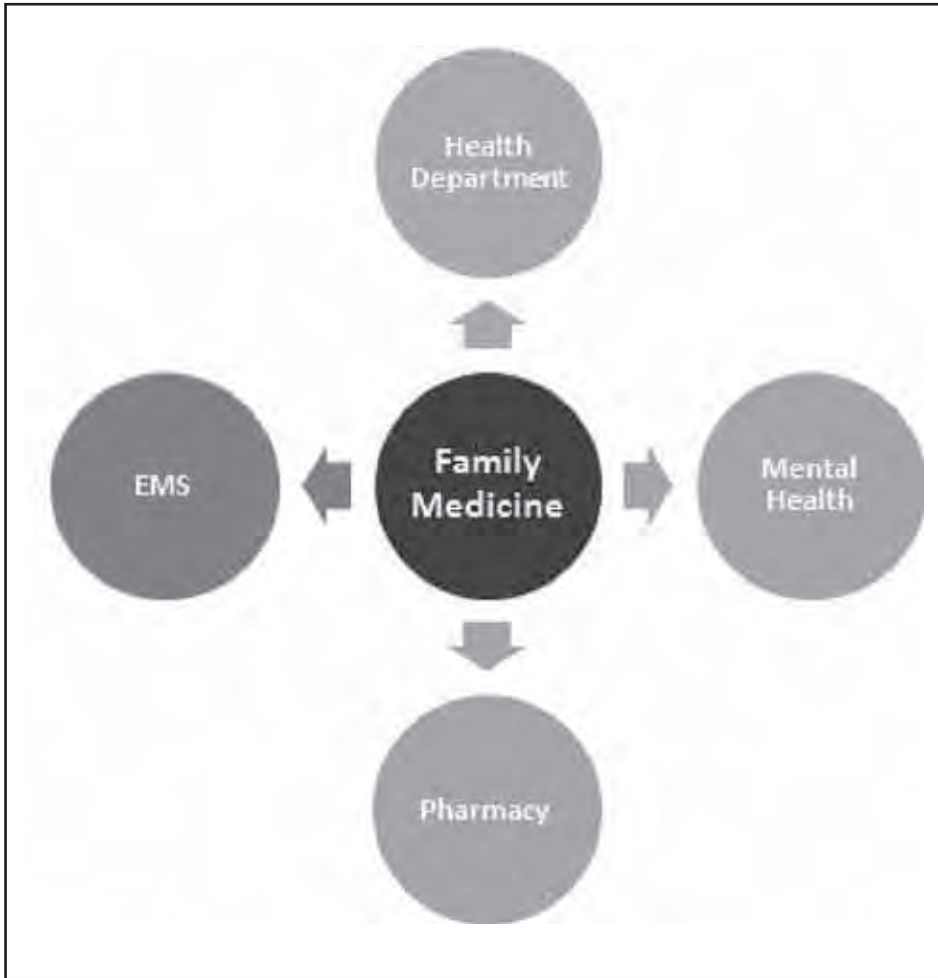 Health
Department
EMS
Family
Medicine
Mental
Health
Pharmacy